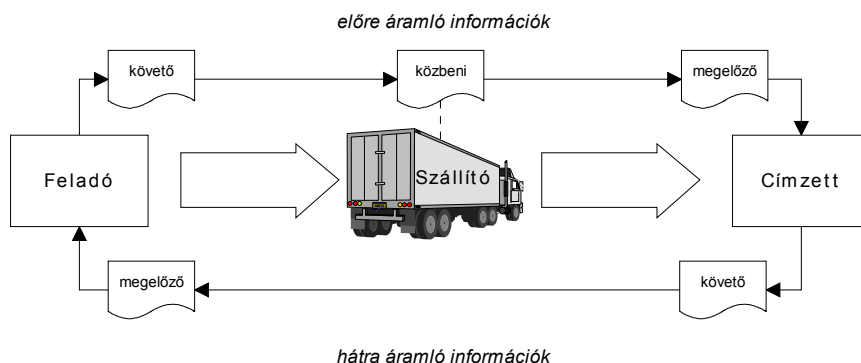 előre áramló információk
követő
közbeni
megelőző
Feladó
Szállító
Címzett
megelőző
követő
hátra áramló információk